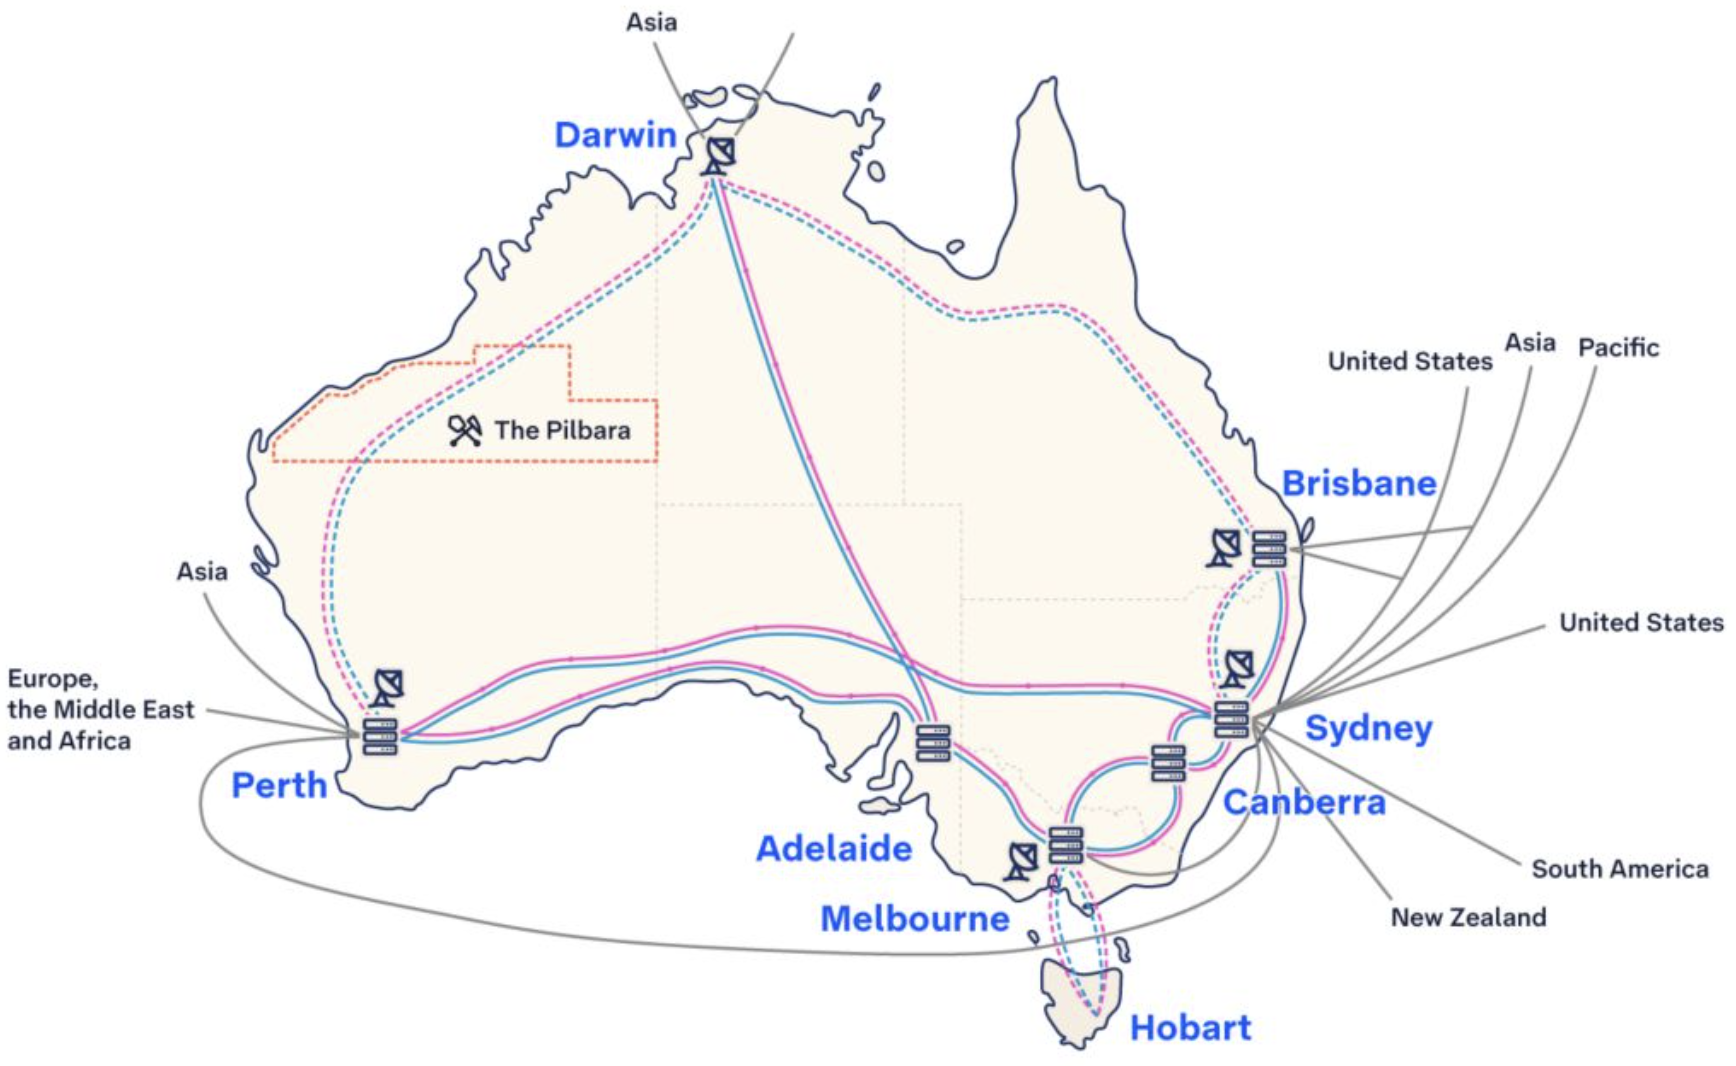 Asia
Darwin
United States
Asia
Pacific
The Pilbara
Brisbane
Asia
United States
Europe,
the Middle East
and Africa
Sydney
Perth
Canberra
Adelaide
South America
Melbourne
New Zealand
Hobart